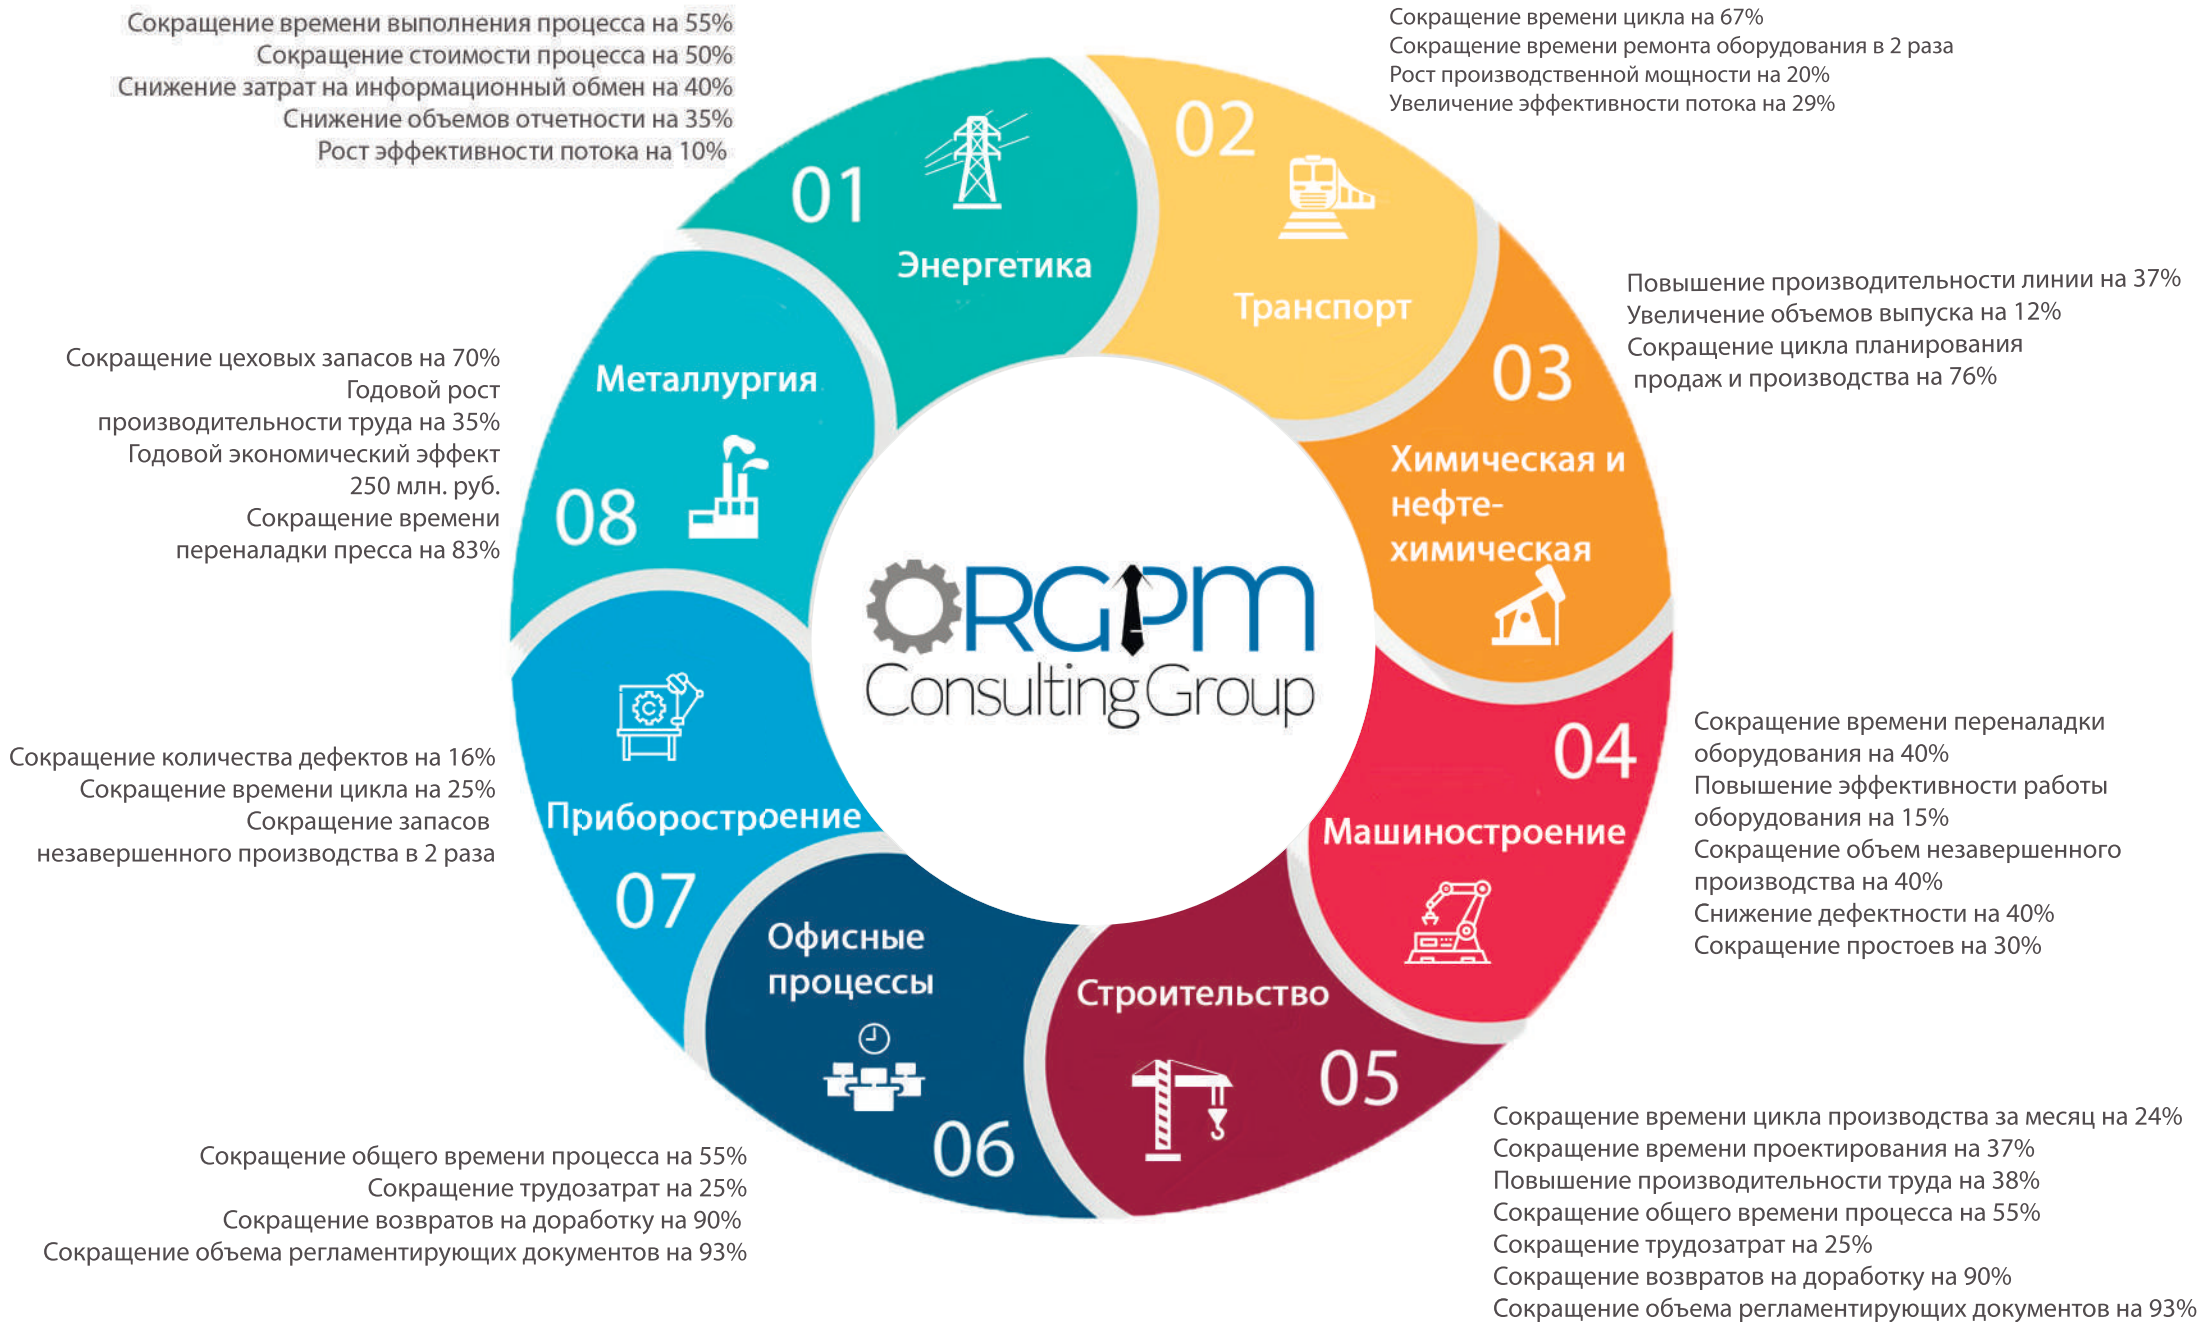 Сокращение времени выполнения процесса на 55%
Сокращение стоимости процесса на 50%
Снижение затрат на информационный обмен на 40%
Снижение объемов отчетности на 35%
Рост эффективности потока на 10%
01
Энергетика
Сокращение времени цикла на 67%
Сокращение времени ремонта оборудования в 2 раза
Рост производственной мощности на 20%
Увеличение эффективности потока на 29%
02
Транспорт
Повышение производительности линии на 37%
Увеличение объемов выпуска на 12%
Сокращение цикла планирования
продаж и производства на 76%
03
Химическая и
нефте-
химическая
Сокращение времени переналадки
оборудования на 40%
Повышение эффективности работы
оборудования на 15%
Сокращение объем незавершенного
производства на 40%
Снижение дефектности на 40%
Сокращение простоев на 30%
04
Машиностроение
Сокращение времени цикла производства за месяц на 24%
Сокращение времени проектирования на 37%
Повышение производительности труда на 38%
Сокращение общего времени процесса на 55%
Сокращение трудозатрат на 25%
Сокращение возвратов на доработку на 90%
Сокращение объема регламентирующих документов на 93%
Строительство
05
Офисные
процессы
06
Сокращение общего времени процесса на 55%
Сокращение трудозатрат на 25%
Сокращение возвратов на доработку на 90%
Сокращение объема регламентирующих документов на 93%
C
Приборостроение
07
Сокращение количества дефектов на 16%
Сокращение времени цикла на 25%
Сокращение запасов
незавершенного производства в 2 раза
Металлургия
08
Сокращение цеховых запасов на 70%
Годовой рост
производительности труда на 35%
Годовой экономический эффект
250 млн. руб.
Сокращение времени
переналадки пресса на 83%
ORGPM
Consulting Group